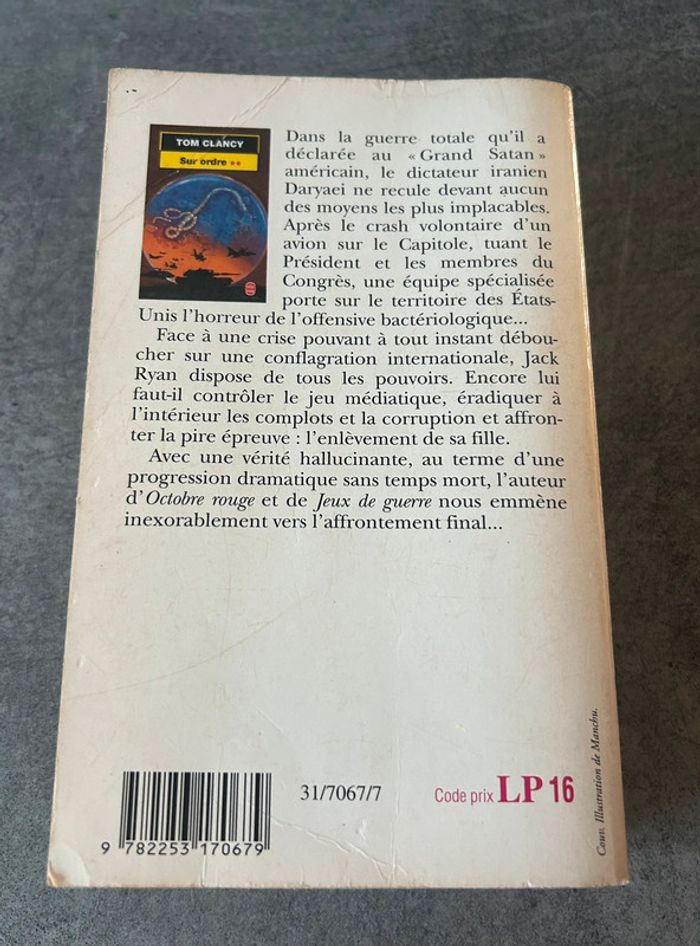 TOM CLANCY
Sur ordre **
Dans la guerre totale qu'il a
déclarée au « Grand Satan »
américain, le dictateur iranien
Daryaei ne recule devant aucun
des moyens les plus implacables.
Après le crash volontaire d'un
avion sur le Capitole, tuant le
Président et les membres du
Congrès, une équipe spécialisée
porte sur le territoire des États-
Unis l'horreur de l'offensive bactériologique...
Face à une crise pouvant à tout instant débou-
cher sur une conflagration internationale, Jack
Ryan dispose de tous les pouvoirs. Encore lui
faut-il contrôler le jeu médiatique, éradiquer à
l'intérieur les complots et la corruption et affron-
ter la pire épreuve : l'enlèvement de sa fille.
Avec une vérité hallucinante, au terme d'une
progression dramatique sans temps mort, l'auteur
d'Octobre rouge et de Jeux de guerre nous emmène
inexorablement vers l'affrontement final...
31/7067/7
Code prix LP 16
9 782253 170679
Couv. Illustration de Manchu.